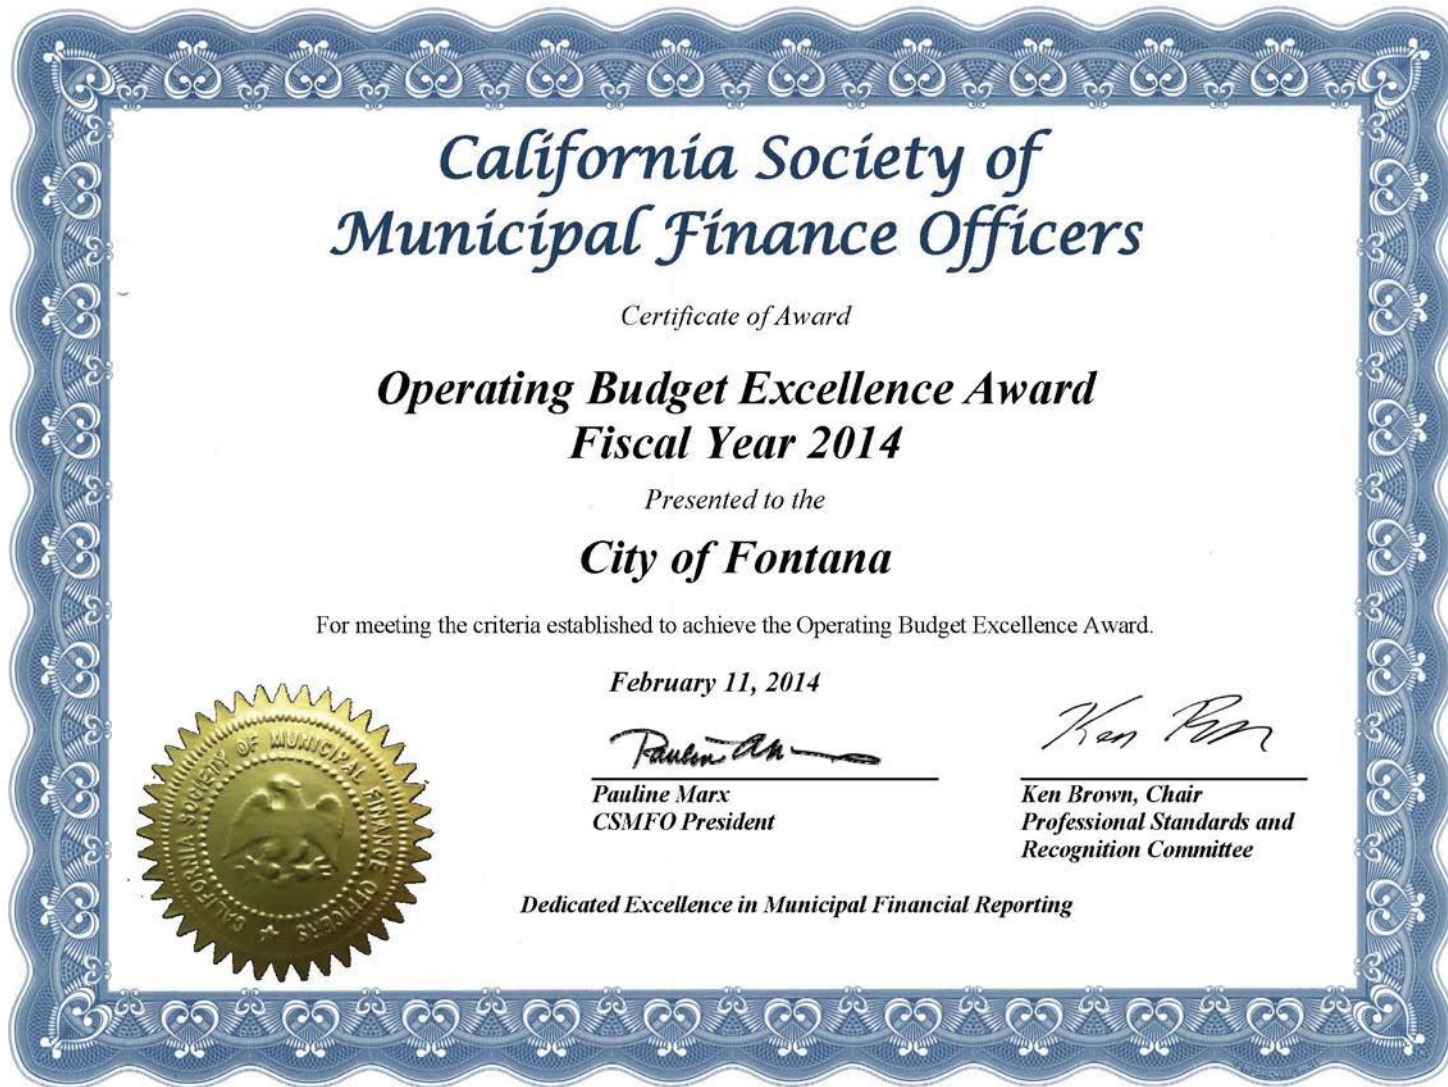 California Society of
Municipal Finance Officers
Certificate of Award
Operating Budget Excellence Award
Fiscal Year 2014
Presented to the
City of Fontana
For meeting the criteria established to achieve the Operating Budget Excellence Award.
February 11, 2014
Pauline Marx
CSMFO President
Ken Brown, Chair
Professional Standards and
Recognition Committee
CALIFORNIA SOCIETY OF MUNICIPAL FINANCE OFFICERS
Dedicated Excellence in Municipal Financial Reporting